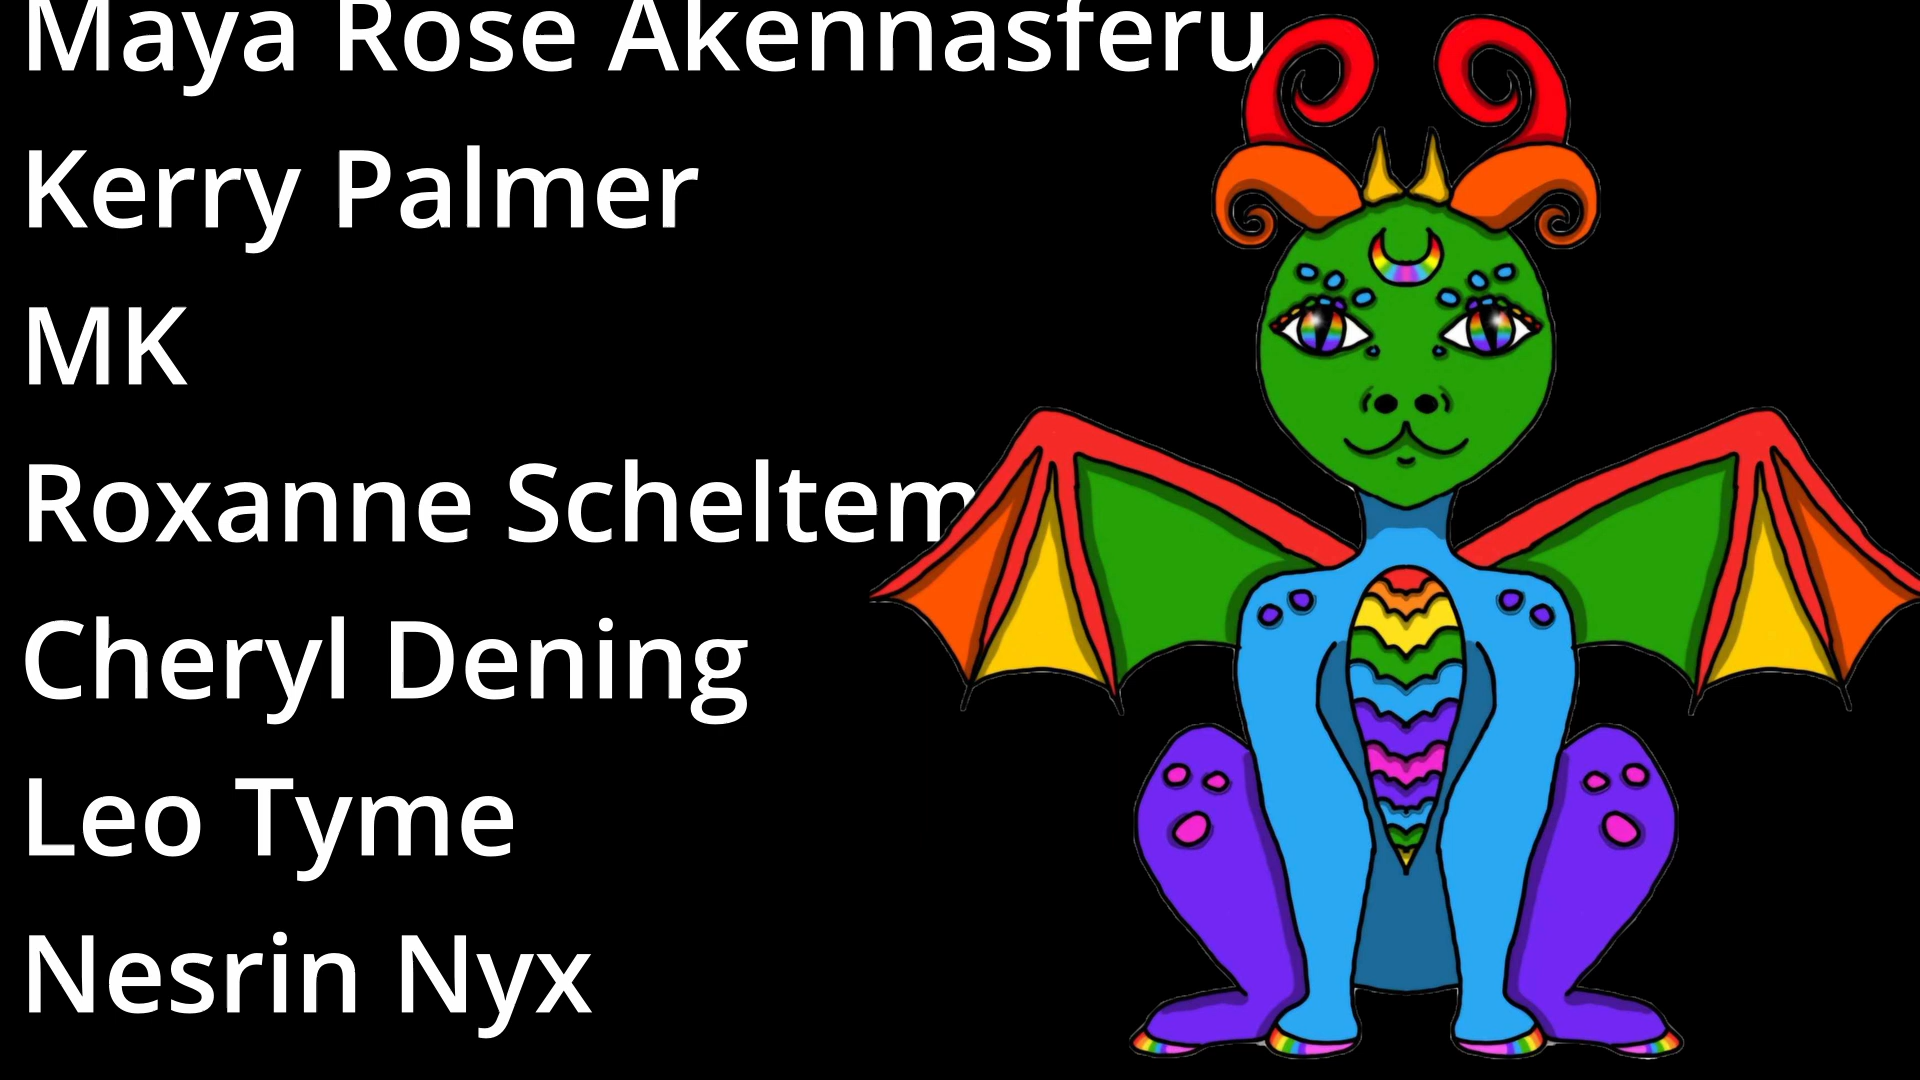 Maya Rose Akennasferu
Kerry Palmer
MK
Roxanne Scheltem
Cheryl Dening
Leo Tyme
Nesrin Nyx